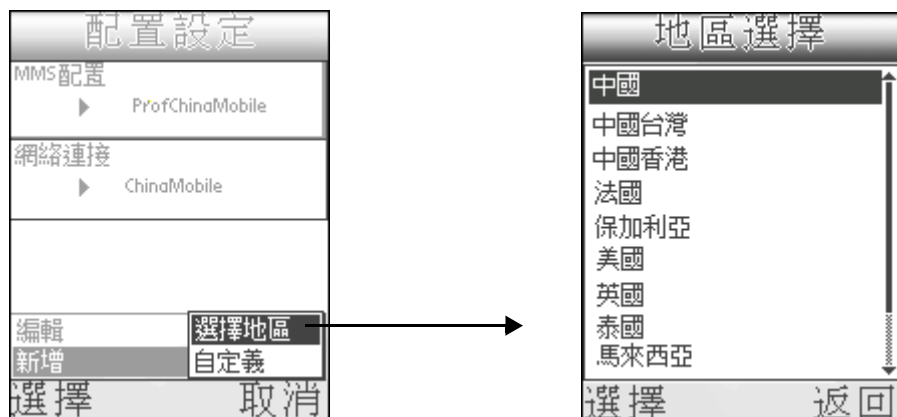 配置設定
MMS配置
ProfChinaMobile
網絡連接
ChinaMobile
編輯
選擇地區
新增
自定義
選擇 取消
地區選擇
中國
中國台灣
中國香港
法國
保加利亞
美國
英國
泰國
馬來西亞
選擇 返回